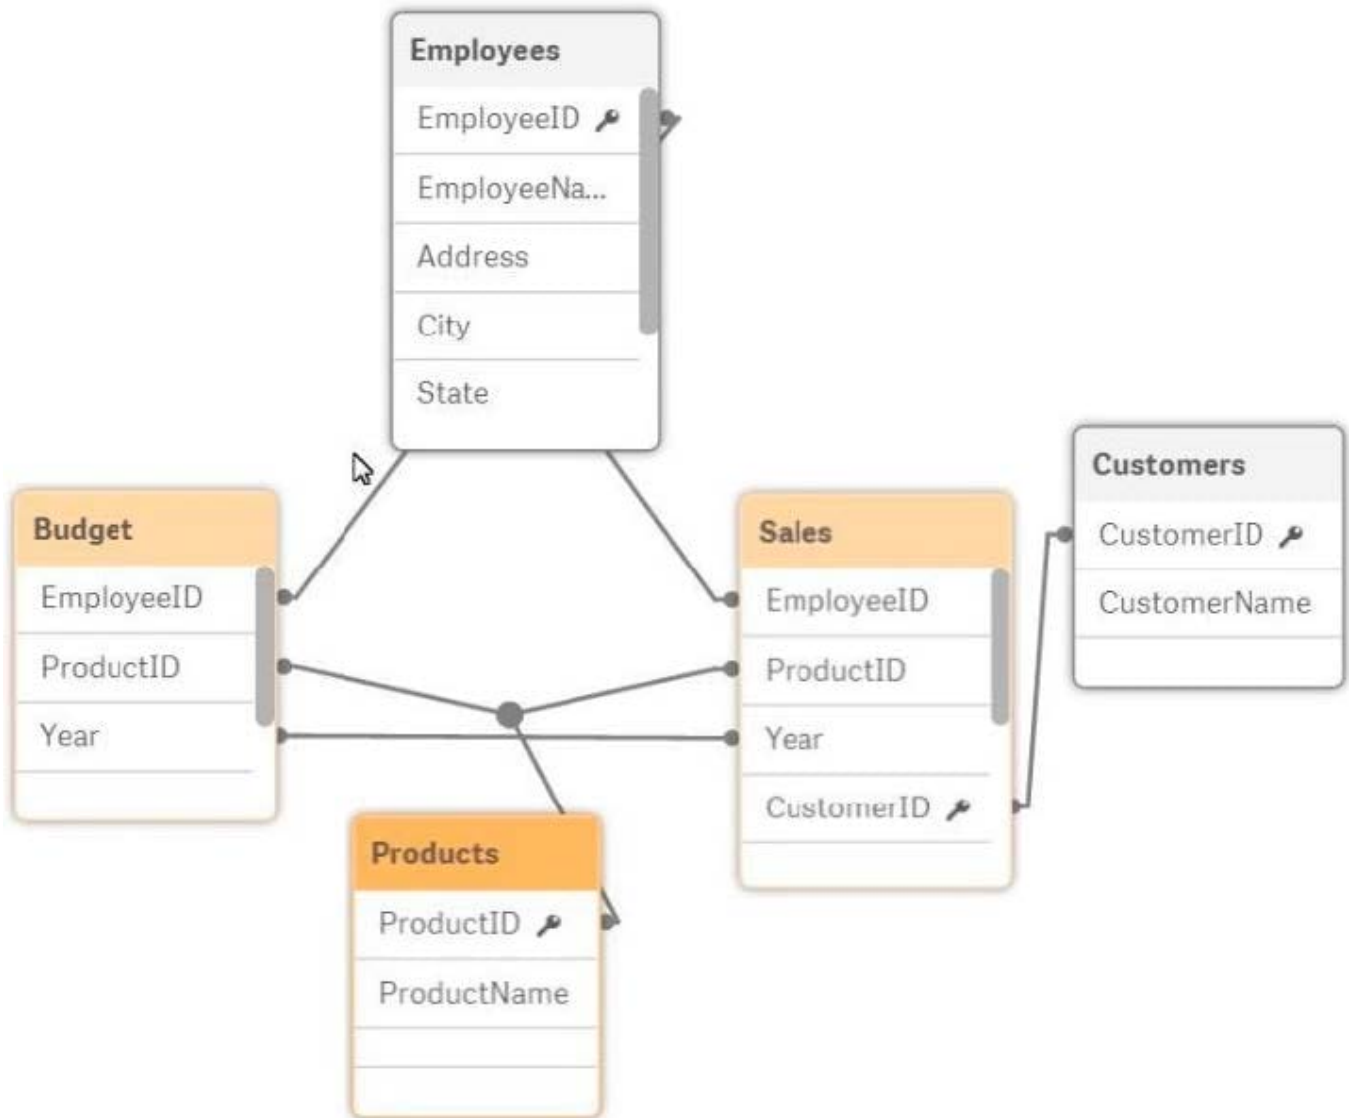 Employees
EmployeeID
EmployeeNa...
Address
City
State
Budget
EmployeeID
ProductID
Year
Sales
EmployeeID
ProductID
Year
CustomerID
Customers
CustomerID
CustomerName
Products
ProductID
ProductName